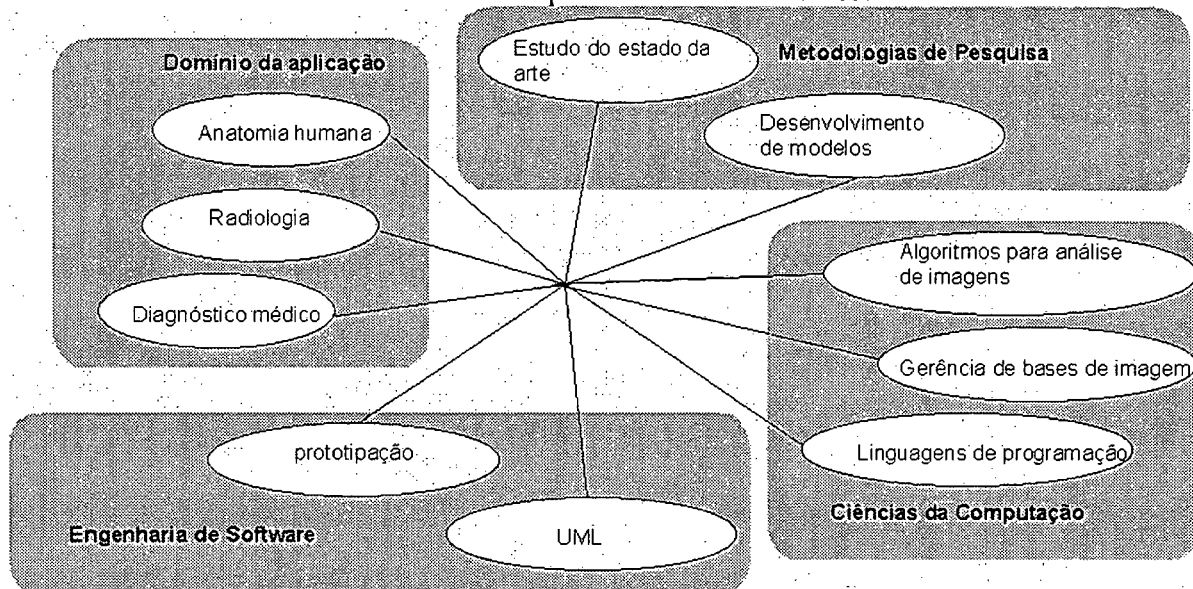 Domínio da aplicação
Anatomia humana
Radiologia
Diagnóstico médico
Estudo do estado da
arte
Metodologias de Pesquisa
Desenvolvimento
de modelos
Algoritmos para análise
de imagens
Gerência de bases de imagem
Linguagens de programação
Ciências da Computação
prototipação
UML
Engenharia de Software